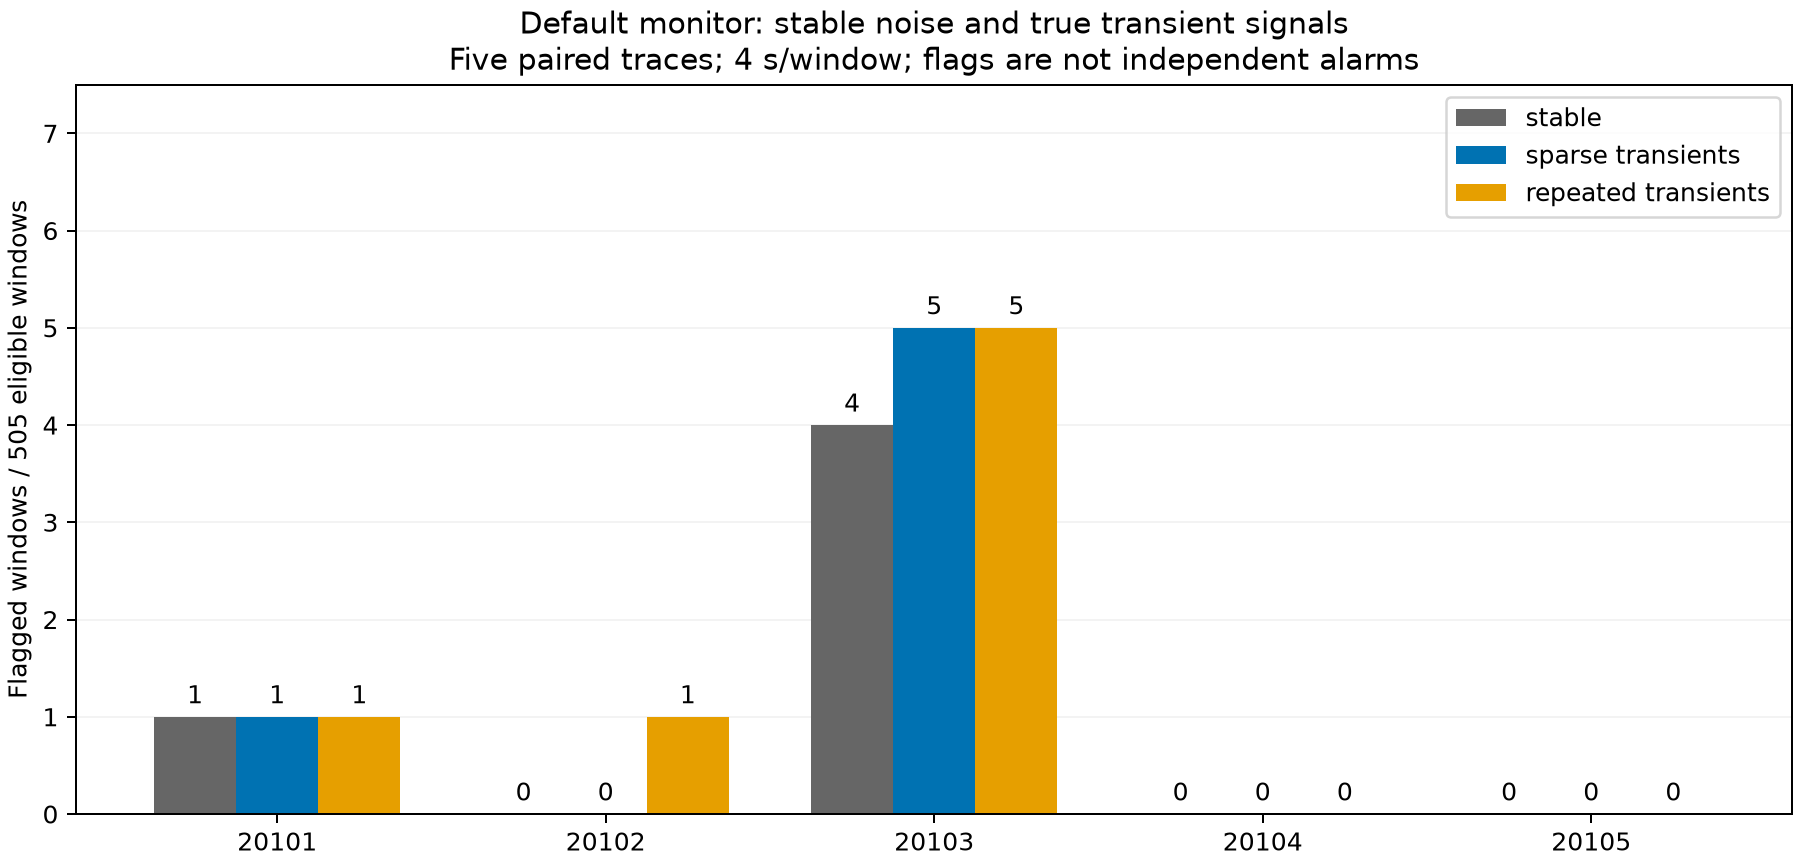 Default monitor: stable noise and true transient signals
Five paired traces; 4 s/window; flags are not independent alarms
Flagged windows / 505 eligible windows
7
6
5
4
3
2
1
0
stable
sparse transients
repeated transients
1 1 1
0 0 1
4 5 5
0 0 0
0 0 0
20101 20102 20103 20104 20105